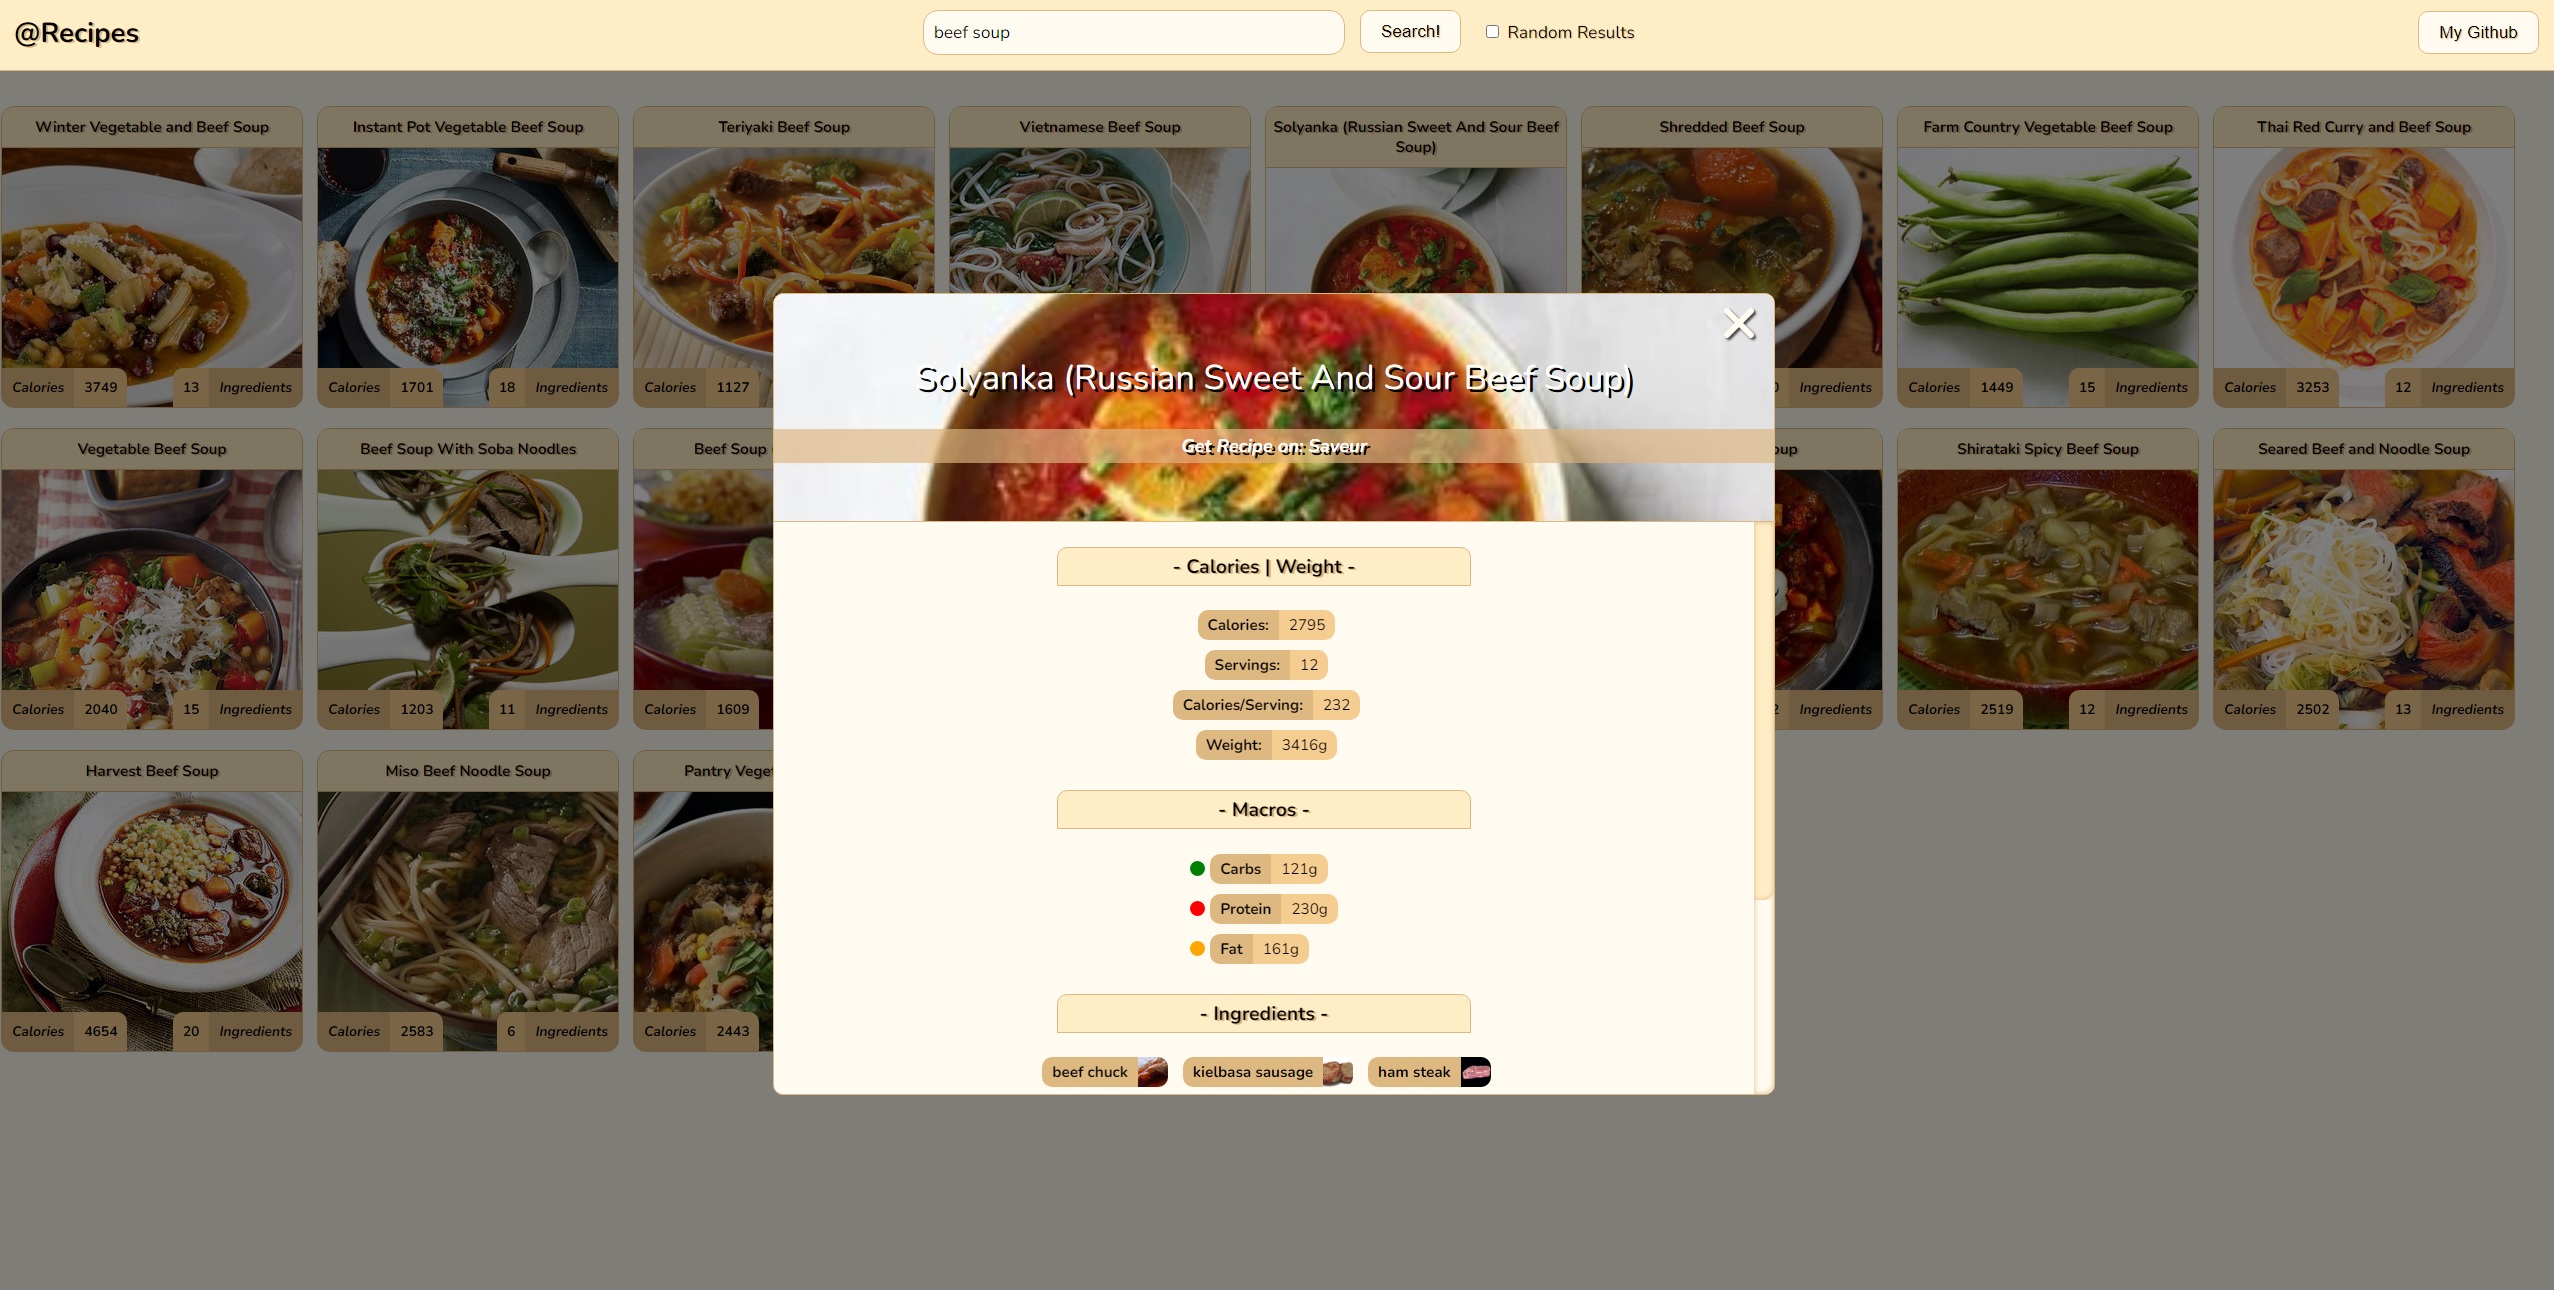 @Recipes
beef soup
Search!
Random Results
My Github
Winter Vegetable and Beef Soup
Instant Pot Vegetable Beef Soup
Teriyaki Beef Soup
Vietnamese Beef Soup
Solyanka (Russian Sweet And Sour Beef
Soup)
Shredded Beef Soup
Farm Country Vegetable Beef Soup
Thai Red Curry and Beef Soup
Calories 3749 13 Ingredients
Calories 1701 18 Ingredients
Calories 1127
Ingredients
Calories 1449 15 Ingredients
Calories 3253 12 Ingredients
Vegetable Beef Soup
Beef Soup With Soba Noodles
Beef Soup
Shirataki Spicy Beef Soup
Seared Beef and Noodle Soup
Calories 2040 15 Ingredients
Calories 1203 11 Ingredients
Calories 1609
Ingredients
Calories 2519 12 Ingredients
Calories 2502 13 Ingredients
Harvest Beef Soup
Miso Beef Noodle Soup
Pantry
Calories 4654 20 Ingredients
Calories 2583 6 Ingredients
Calories 2443
Solyanka (Russian Sweet And Sour Beef Soup)
Get Recipe on: Saveur
- Calories | Weight -
Calories: 2795
Servings: 12
Calories/Serving: 232
Weight: 3416g
- Macros -
Carbs 121g
Protein 230g
Fat 161g
- Ingredients -
beef chuck
kielbasa sausage
ham steak